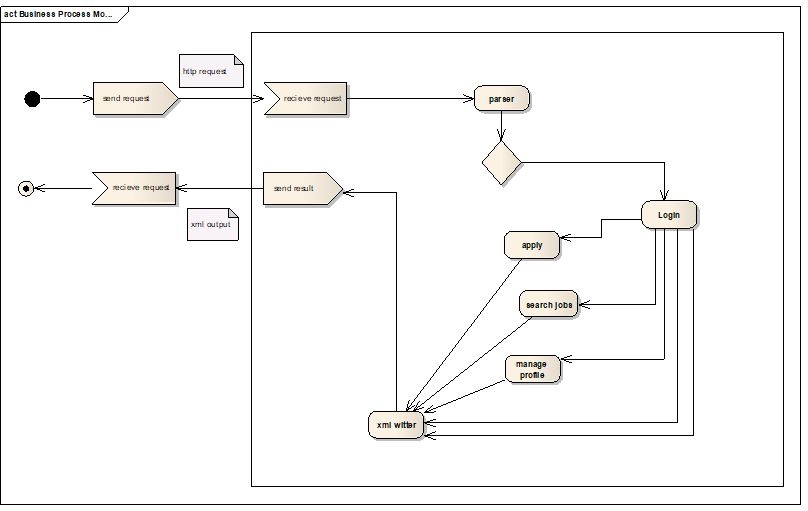 act Business Process Mo...
http request
send request
recieve request
parser
recieve request
send result
xml output
Login
apply
search jobs
manage
profile
xml witter